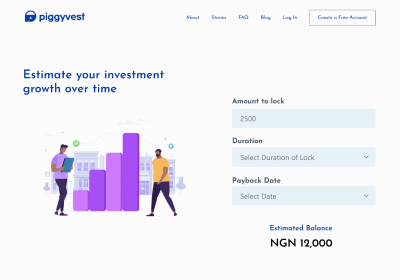 piggyvest
About Stories FAQ Blog Log In Create a Free Account
Estimate your investment
growth over time
Amount to lock
2500
Duration
Select Duration of Lock
Payback Date
Select Date
Estimated Balance
NGN 12,000